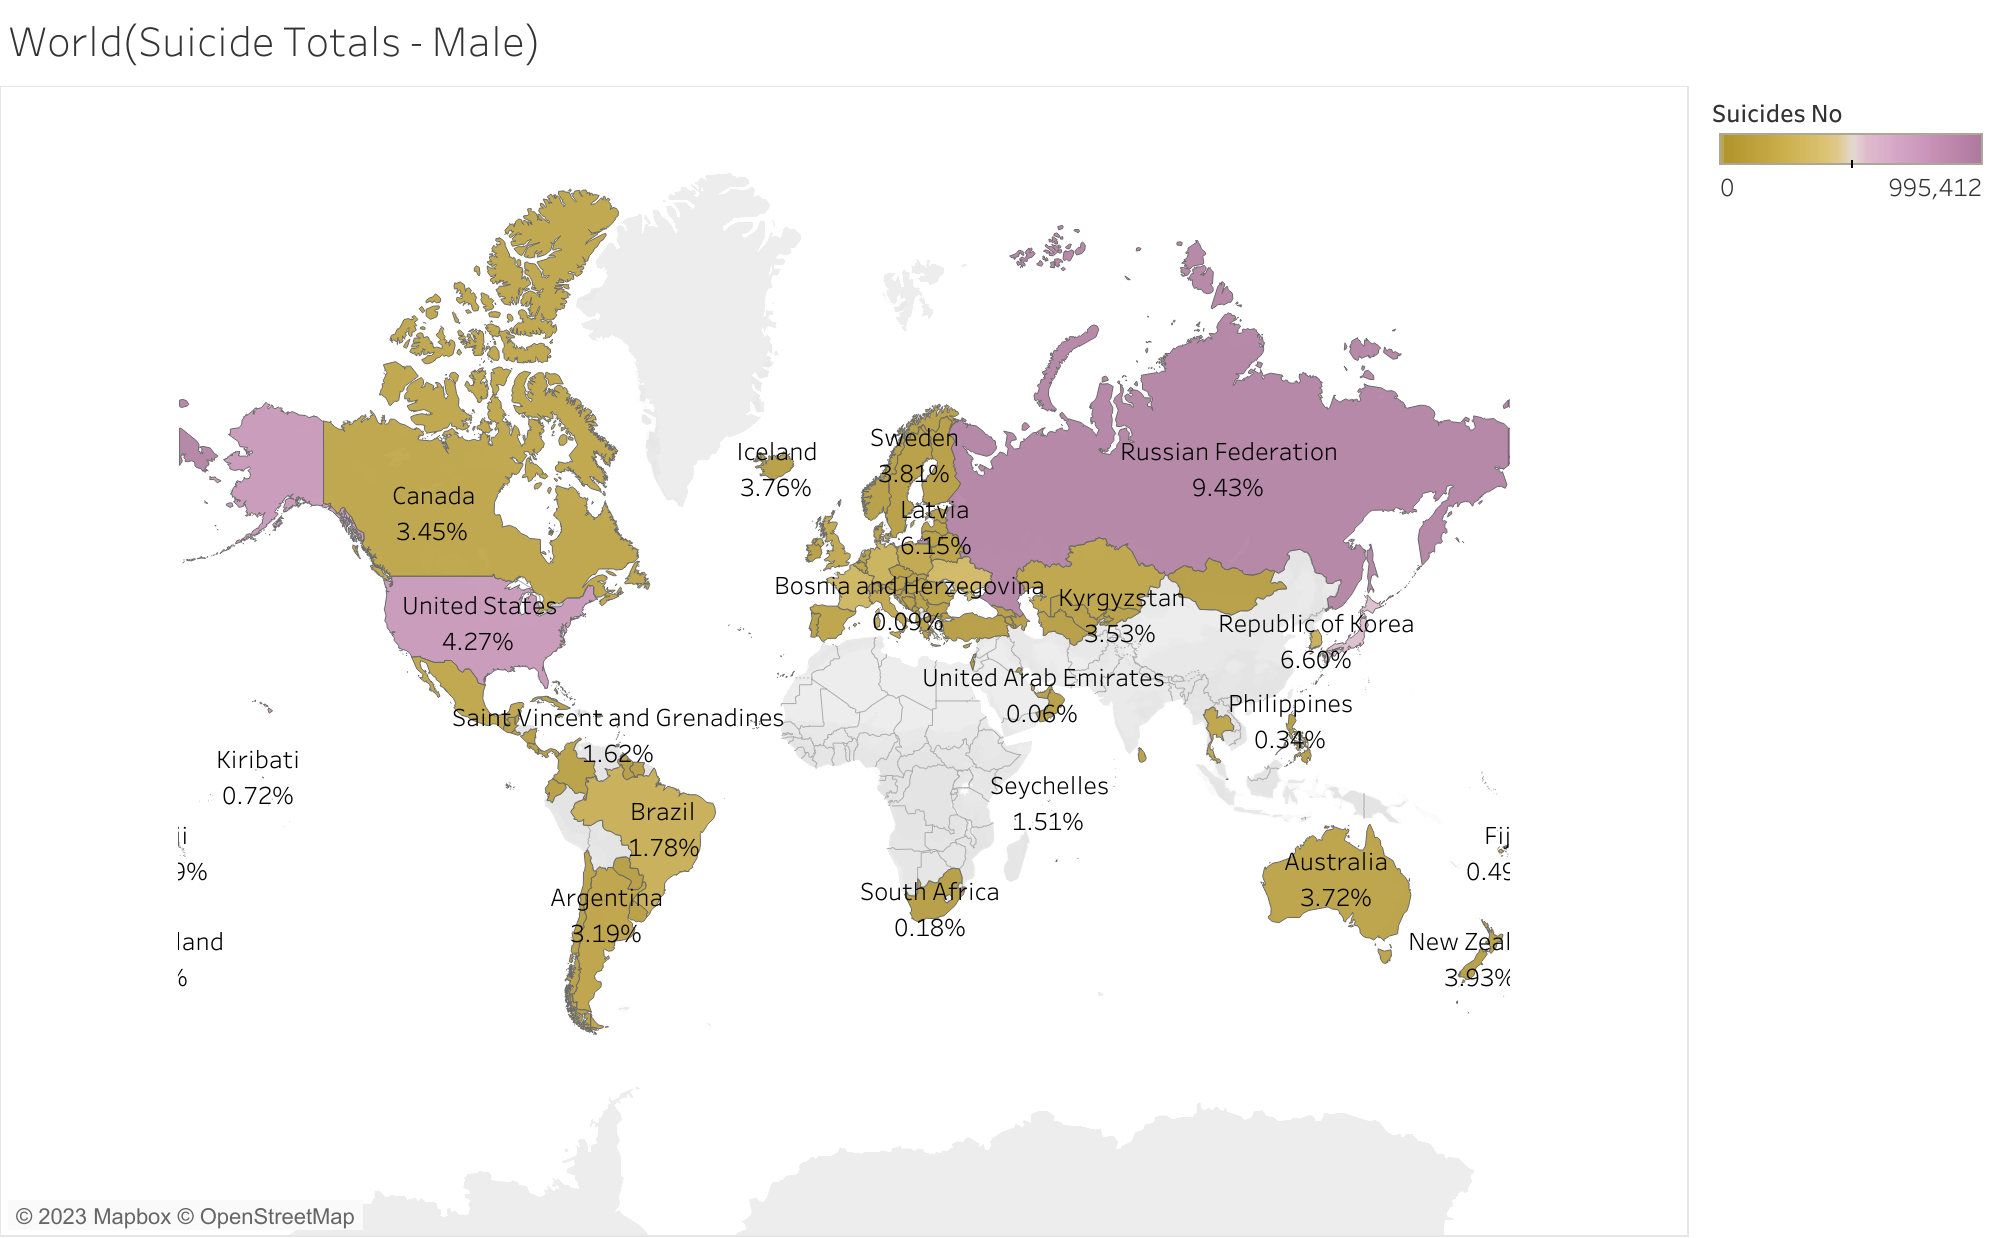 World(Suicide Totals - Male)
Suicides No
0
995,412
Iceland
3.76%
Sweden
3.81%
Russian Federation
9.43%
Canada
3.45%
Latvia
6.15%
Bosnia and Herzegovina
0.09%
Kyrgyzstan
3.53%
United States
4.27%
Republic of Korea
6.60%
United Arab Emirates
0.06%
Philippines
0.34%
Saint Vincent and Grenadines
1.62%
Kiribati
0.72%
Seychelles
1.51%
Brazil
1.78%
ji
9%
Fij
0.49
Australia
3.72%
Argentina
3.19%
South Africa
0.18%
land
%
New Zeal
3.93%
© 2023 Mapbox © OpenStreetMap